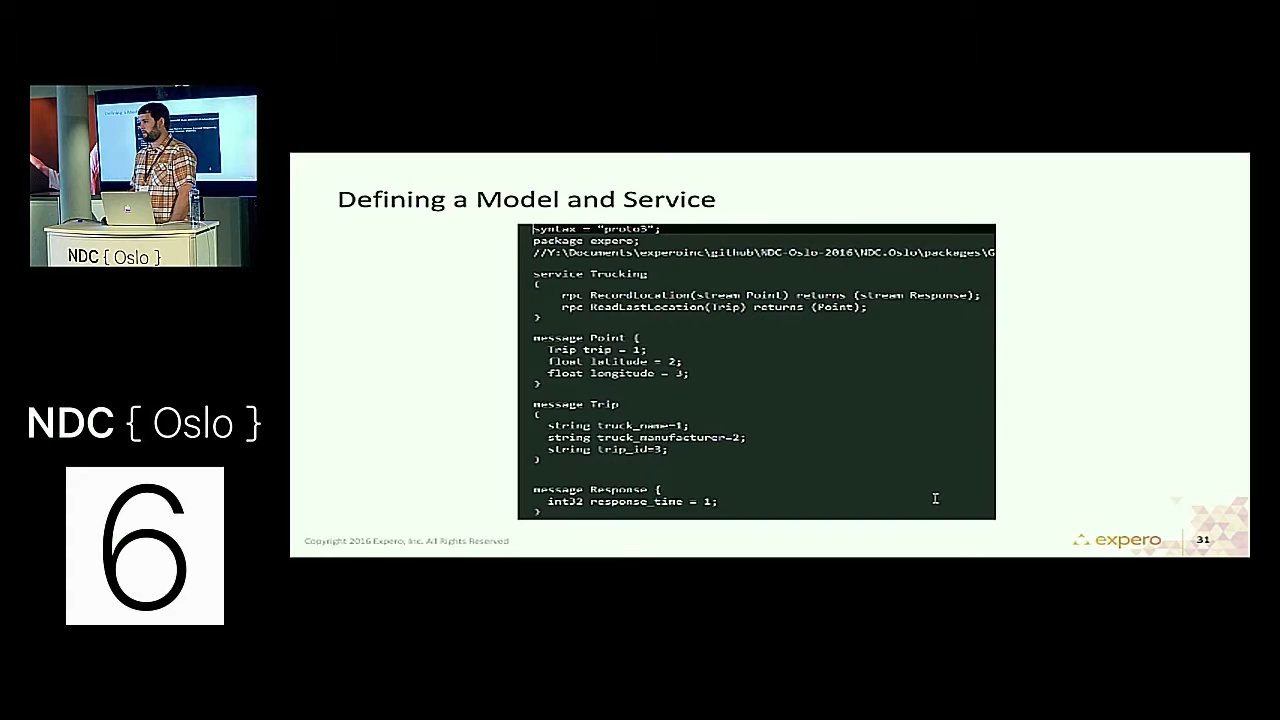 Defining a Model and Service
syntax = "proto3";
package expero;
//Y:\Documents\experoinc\github\NDC-Oslo-2016\NDC.Oslo\packages\G
service Trucking
{
rpc RecordLocation(stream Point) returns (stream Response);
rpc ReadLastLocation(Trip) returns (Point);
}
message Point {
Trip trip = 1;
float latitude = 2;
float longitude = 3;
}
message Trip
{
string truck_name=1;
string truck_manufacturer=2;
string trip_id=3;
}
message Response {
int32 response_time = 1;
}
Copyright 2016 Expero, Inc. All Rights Reserved
expero
31
NDC { Oslo }
NDC { Oslo }
6